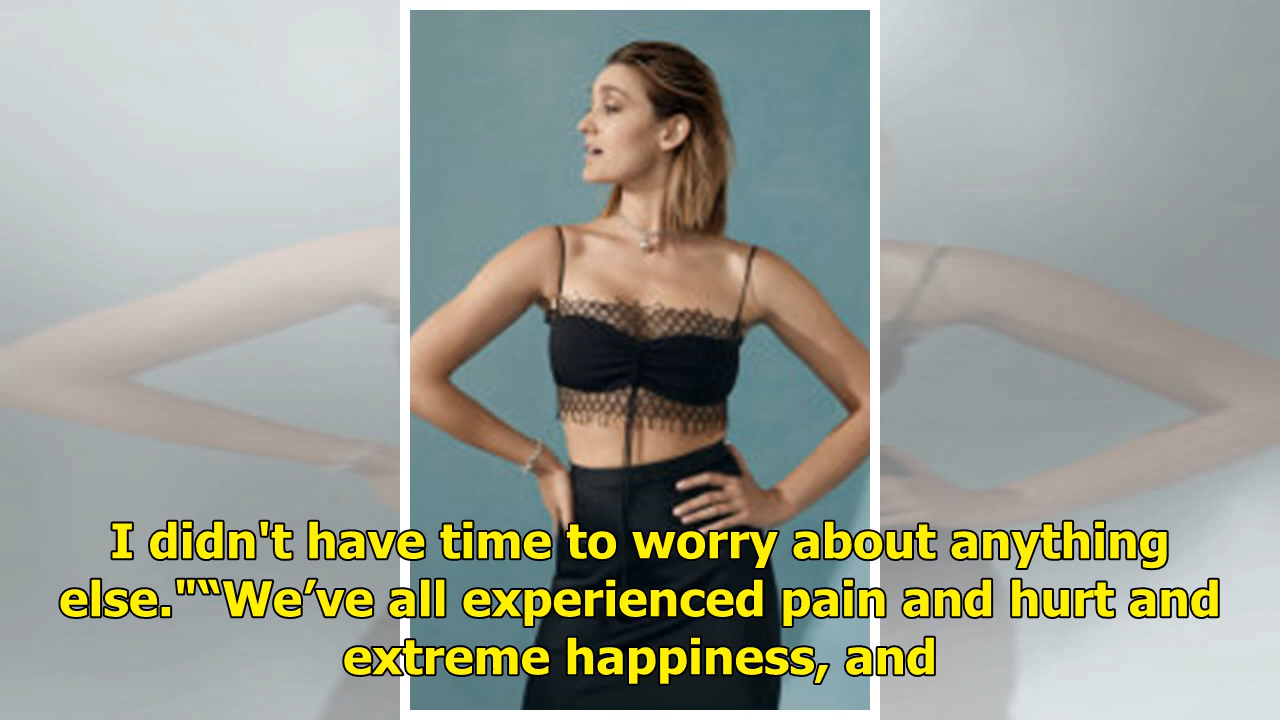 I didn't have time to worry about anything
else."“We’ve all experienced pain and hurt and
extreme happiness, and